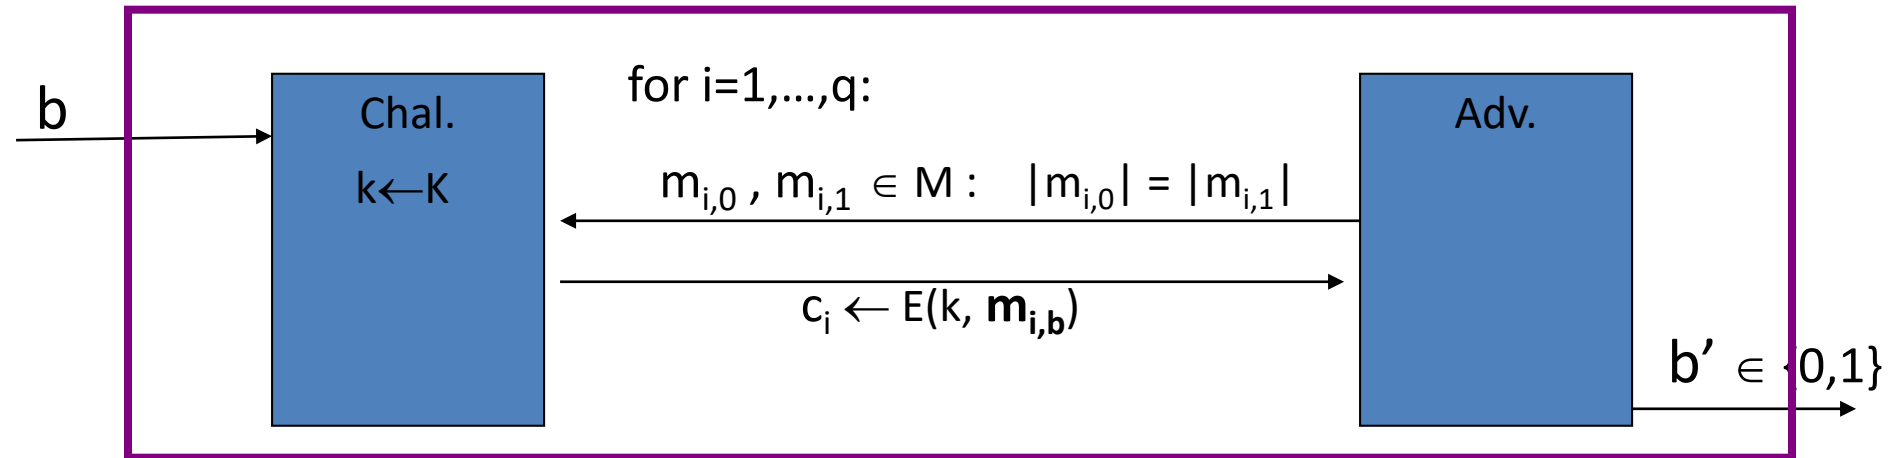 b
Chal.
k←K
for i=1,…,q:
m_{i,0} , m_{i,1} ∈ M : |m_{i,0}| = |m_{i,1}|
c_i ← E(k, m_{i,b})
Adv.
b’ ∈ {0,1}